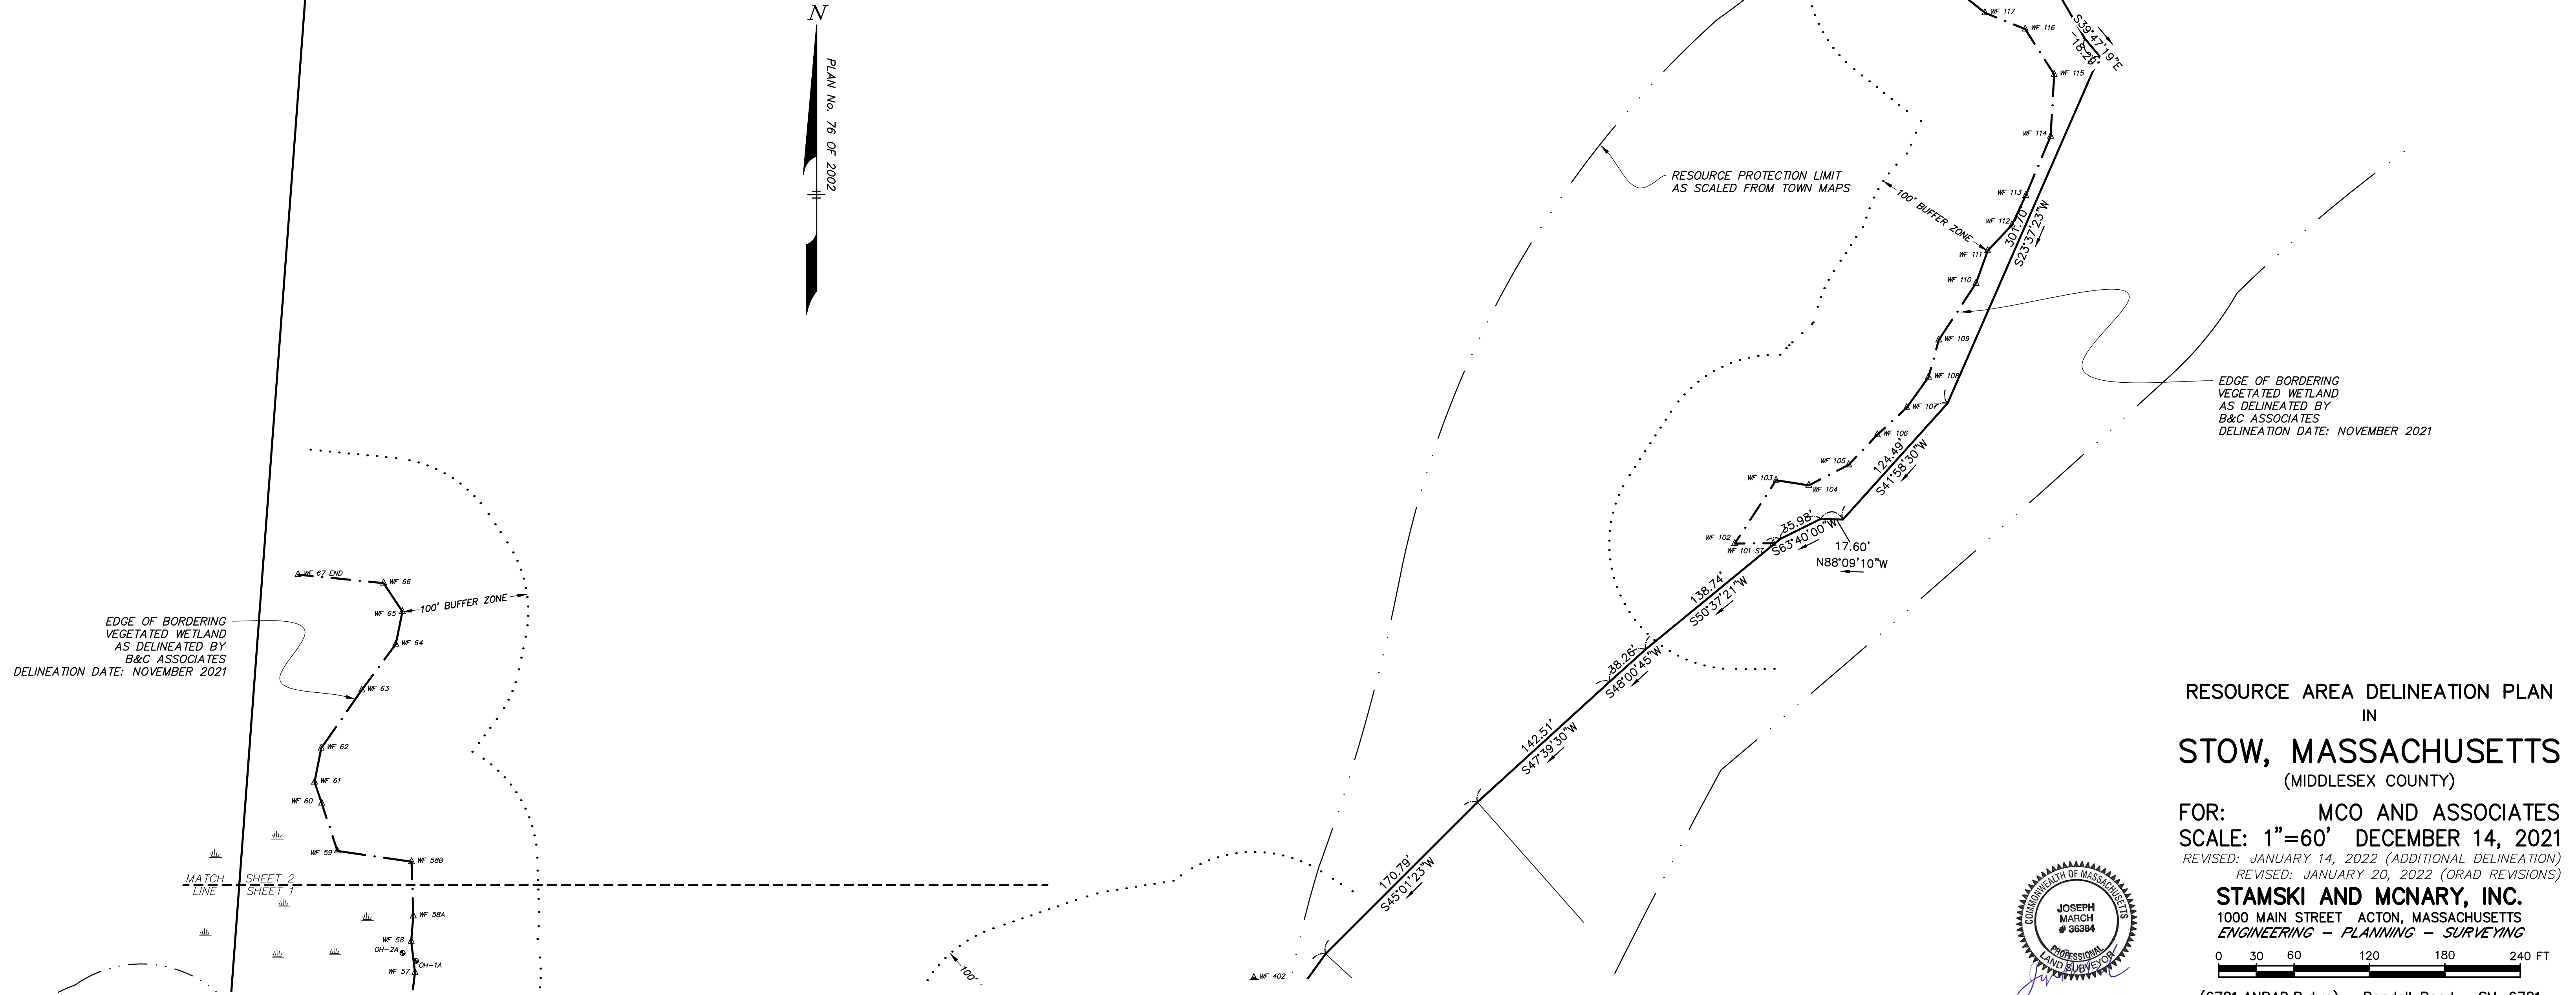 N
PLAN No. 76 OF 2002
WF 117
WF 116
WF 115
WF 114
WF 113
WF 112
WF 111
WF 110
WF 109
WF 108
WF 107
WF 106
WF 105
WF 104
WF 103
WF 102
WF 101 ST
S39°47'19"E
18.29'
301.70
S23°37'23"W
RESOURCE PROTECTION LIMIT
AS SCALED FROM TOWN MAPS
100' BUFFER ZONE
EDGE OF BORDERING
VEGETATED WETLAND
AS DELINEATED BY
B&C ASSOCIATES
DELINEATION DATE: NOVEMBER 2021
124.49'
S41°58'30"W
35.98'
S63°40'00"W
17.60'
N88°09'10"W
138.74'
S50°37'21"W
38.26'
S48°00'45"W
142.51'
S47°39'30"W
170.79'
S45°01'23"W
WF 67 END
WF 66
WF 65
100' BUFFER ZONE
WF 64
EDGE OF BORDERING
VEGETATED WETLAND
AS DELINEATED BY
B&C ASSOCIATES
DELINEATION DATE: NOVEMBER 2021
WF 63
WF 62
WF 61
WF 60
WF 59
WF 58B
MATCH SHEET 2
LINE SHEET 1
WF 58A
WF 58
OH-2A
OH-1A
WF 57
100'
WF 402
RESOURCE AREA DELINEATION PLAN
IN
STOW, MASSACHUSETTS
(MIDDLESEX COUNTY)
FOR: MCO AND ASSOCIATES
SCALE: 1"=60' DECEMBER 14, 2021
REVISED: JANUARY 14, 2022 (ADDITIONAL DELINEATION)
REVISED: JANUARY 20, 2022 (ORAD REVISIONS)
STAMSKI AND MCNARY, INC.
1000 MAIN STREET ACTON, MASSACHUSETTS
ENGINEERING – PLANNING – SURVEYING
0 30 60 120 180 240 FT
COMMONWEALTH OF MASSACHUSETTS
JOSEPH
MARCH
# 36384
PROFESSIONAL
LAND SURVEYOR